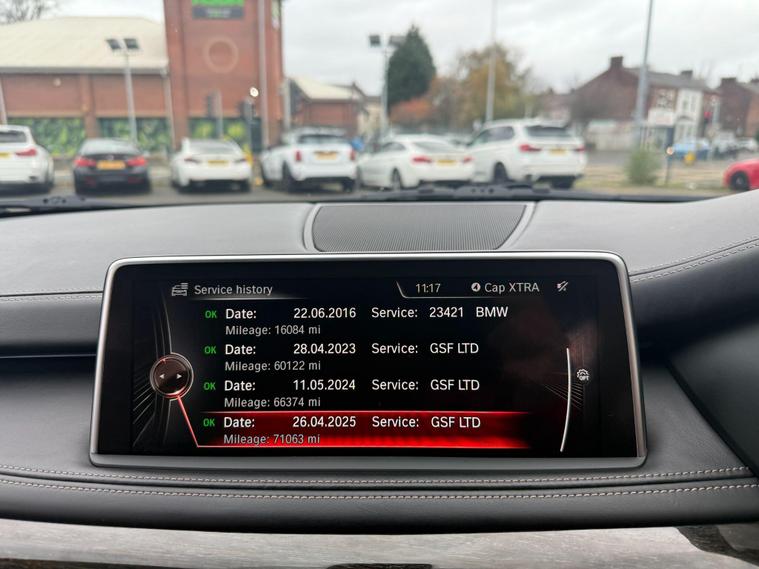 Service history
11:17
Cap XTRA
OK Date: 22.06.2016 Service: 23421 BMW
Mileage: 16084 mi
OK Date: 28.04.2023 Service: GSF LTD
Mileage: 60122 mi
OK Date: 11.05.2024 Service: GSF LTD
Mileage: 66374 mi
OK Date: 26.04.2025 Service: GSF LTD
Mileage: 71063 mi
OPT